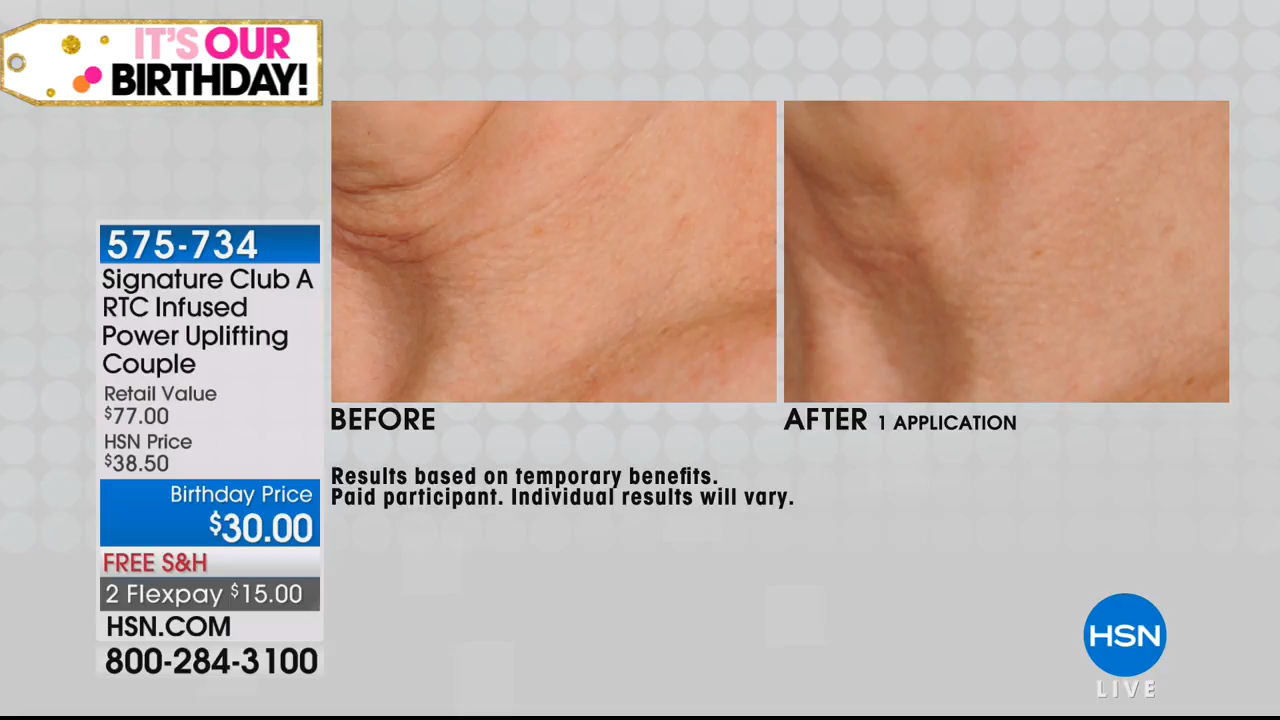 IT'S OUR
BIRTHDAY!
575-734
Signature Club A
RTC Infused
Power Uplifting
Couple
Retail Value
$77.00
HSN Price
$38.50
Birthday Price
$30.00
FREE S&H
2 Flexpay $15.00
HSN.COM
800-284-3100
BEFORE
AFTER 1 APPLICATION
Results based on temporary benefits.
Paid participant. Individual results will vary.
HSN
LIVE